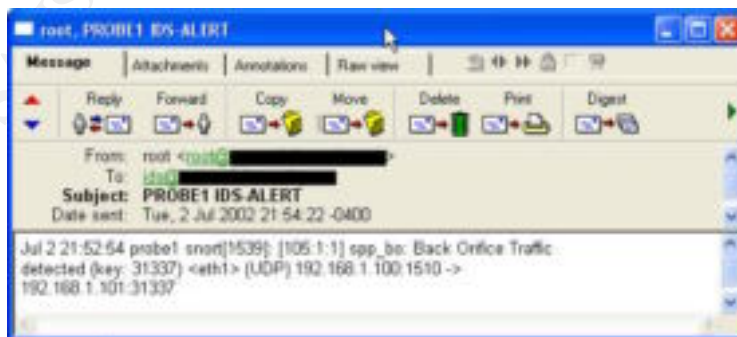 root, PROBE1 IDS-ALERT
Message Attachments Annotations Raw view
Reply Forward Copy Move Delete Print Digest
From: root <root@
To: ids@
Subject: PROBE1 IDS-ALERT
Date sent: Tue, 2 Jul 2002 21:54:22 -0400
Jul 2 21:52:54 probe1 snort[1539]: [105:1:1] spp_bo: Back Orifice Traffic
detected (key: 31337) <eth1> {UDP} 192.168.1.100:1510 ->
192.168.1.101:31337